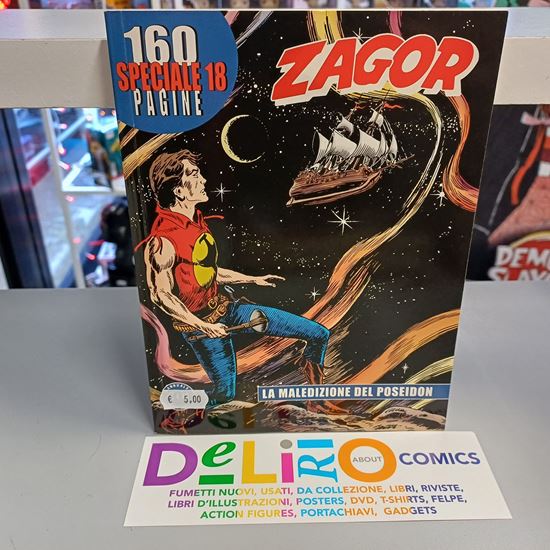 160
SPECIALE 18
PAGINE
ZAGOR
LA MALEDIZIONE DEL POSEIDON
€ 5,00
DeLiRiO
ABOUT
COMICS
FUMETTI NUOVI, USATI, DA COLLEZIONE, LIBRI, RIVISTE,
LIBRI D'ILLUSTRAZIONI, POSTERS, DVD, T-SHIRTS, FELPE,
ACTION FIGURES, PORTACHIAVI, GADGETS